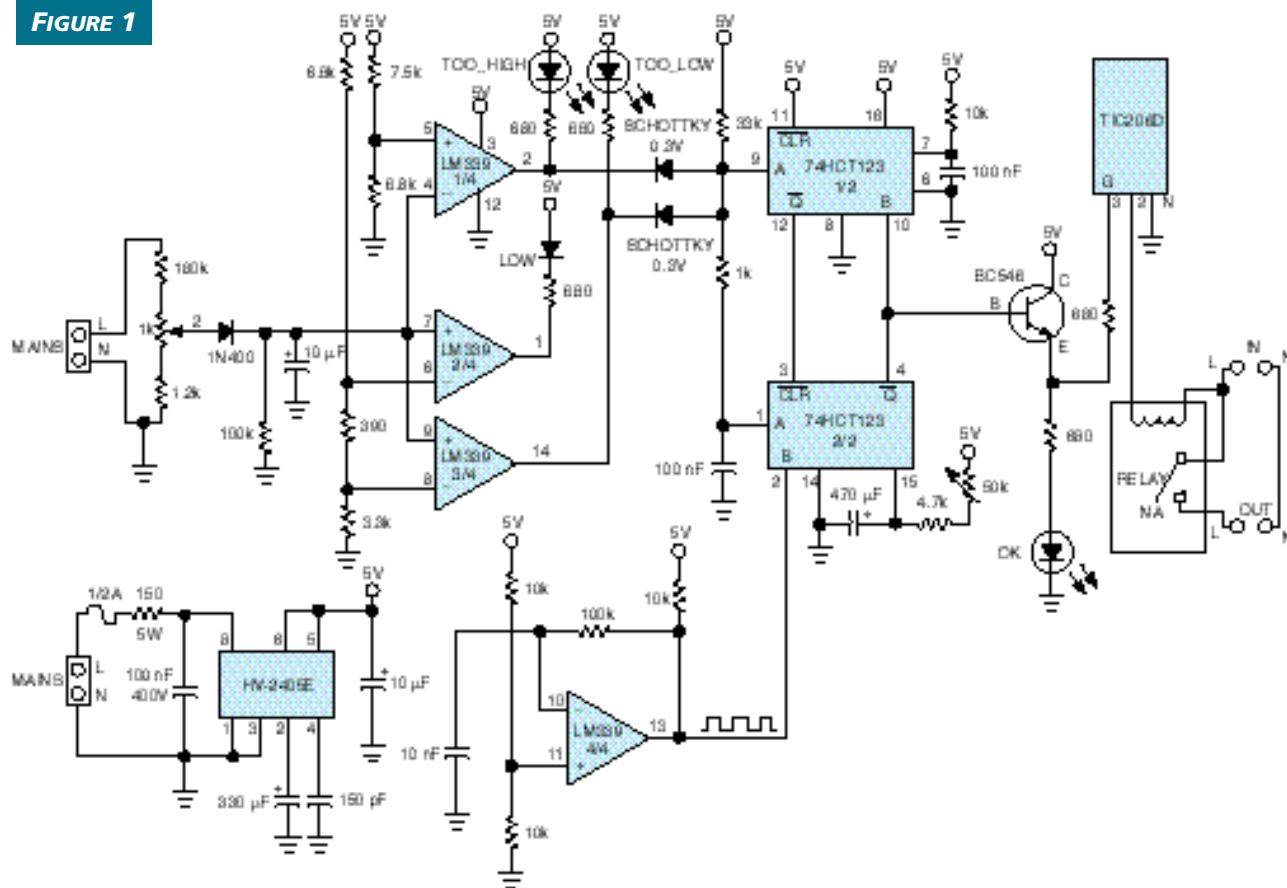 FIGURE 1
5V 5V
6.8k
7.5k
6.8k
5V
5
+
4
−
3
LM339
1/4
2
12
5V
TOO_HIGH
680
5V
TOO_LOW
680
SCHOTTKY
0.3V
SCHOTTKY
0.3V
5V
LOW
680
5V
33k
1k
100 nF
MAINS
L
N
180k
1k
2
1.2k
1N400
100k
+
10 µF
7
+
6
−
LM339
2/4
1
390
9
+
8
−
LM339
3/4
14
3.3k
5V
11
CLR
5V
16
9
A
74HCT123
1/2
7
6
Q
B
12
8
10
5V
10k
100 nF
3
CLR
4
Q
1
A
74HCT123
2/2
B
2
14
15
470 µF
+
4.7k
5V
50k
BC546
B
C
E
5V
680
680
OK
TIC206D
G
3
2
N
RELAY
NA
L
IN
N
L
OUT
N
MAINS
L
N
1/2A
150
5W
100 nF
400V
8
6
5
HV-2405E
1
3
2
4
330 µF
+
150 pF
5V
+
10 µF
5V
10k
10k
10 nF
100k
5V
10k
10
−
11
+
LM339
4/4
13